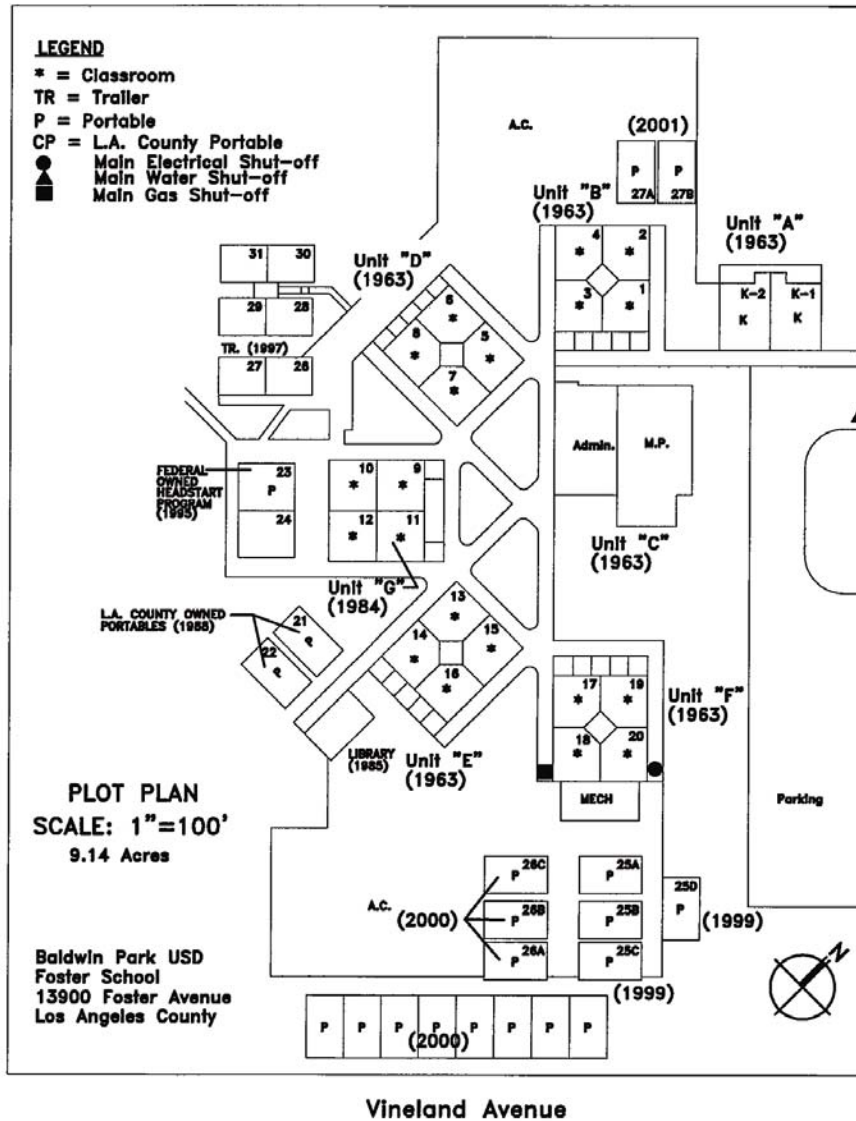 LEGEND
* = Classroom
TR = Trailer
P = Portable
CP = L.A. County Portable
● Main Electrical Shut-off
▲ Main Water Shut-off
■ Main Gas Shut-off
A.C.
(2001)
P
27A
P
27B
Unit "B"
(1963)
4
*
2
*
3
*
1
*
Unit "A"
(1963)
K-2
K
K-1
K
31
30
29
28
TR. (1997)
27
26
Unit "D"
(1963)
6
*
8
*
5
*
7
*
Admin.
M.P.
Unit "C"
(1963)
FEDERAL
OWNED
HEADSTART
PROGRAM
(1995)
23
P
24
10
*
9
*
12
*
11
*
Unit "G"
(1984)
L.A. COUNTY OWNED
PORTABLES (1988)
21
P
22
P
13
*
14
*
15
*
16
*
Unit "E"
(1963)
LIBRARY
(1985)
17
*
19
*
18
*
20
*
Unit "F"
(1963)
MECH
Parking
PLOT PLAN
SCALE: 1"=100'
9.14 Acres
A.C.
(2000)
26C
P
26B
P
26A
P
25A
P
25B
P
25C
P
25D
P
(1999)
(1999)
Baldwin Park USD
Foster School
13900 Foster Avenue
Los Angeles County
P P P P P P P P
(2000)
N
Vineland Avenue